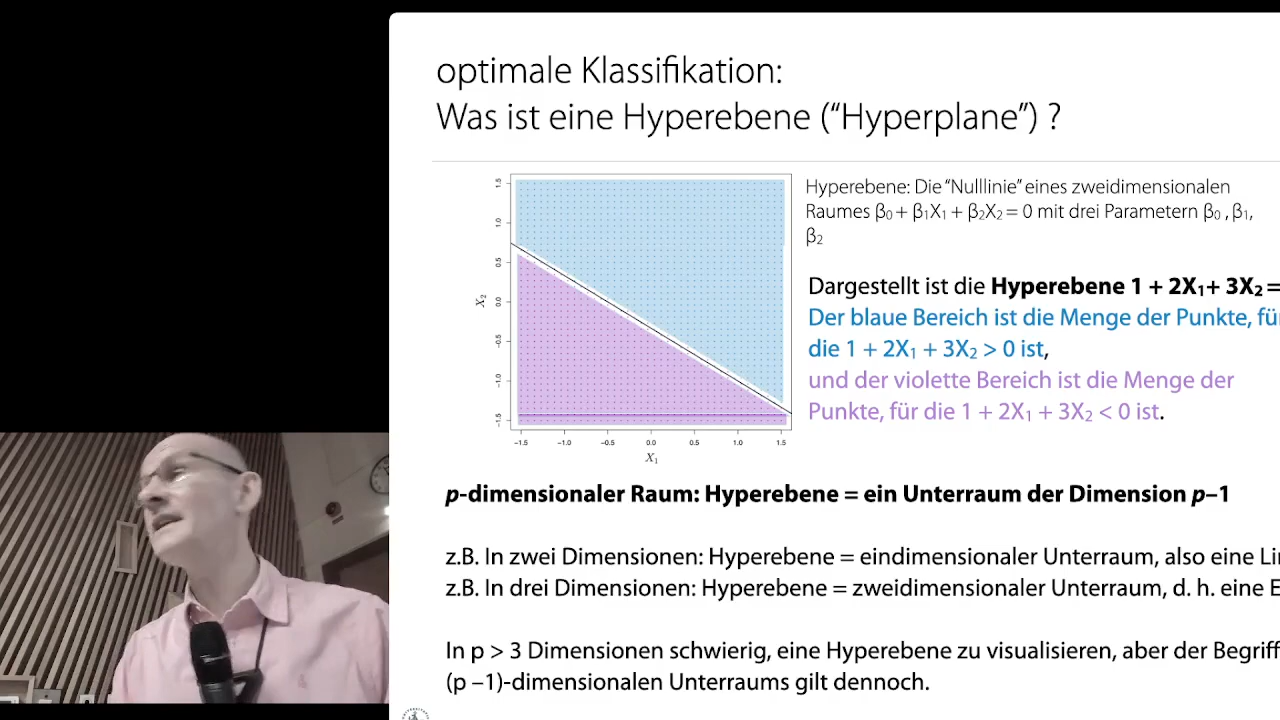 optimale Klassifikation:
Was ist eine Hyperebene (“Hyperplane”) ?
1.5
1.0
0.5
0.0
−0.5
−1.0
−1.5
X₂
−1.5 −1.0 −0.5 0.0 0.5 1.0 1.5
X₁
Hyperebene: Die “Nulllinie” eines zweidimensionalen
Raumes β₀ + β₁X₁ + β₂X₂ = 0 mit drei Parametern β₀ , β₁,
β₂
Dargestellt ist die Hyperebene 1 + 2X₁+ 3X₂ =
Der blaue Bereich ist die Menge der Punkte, fü
die 1 + 2X₁ + 3X₂ > 0 ist,
und der violette Bereich ist die Menge der
Punkte, für die 1 + 2X₁ + 3X₂ < 0 ist.
p-dimensionaler Raum: Hyperebene = ein Unterraum der Dimension p–1
z.B. In zwei Dimensionen: Hyperebene = eindimensionaler Unterraum, also eine Li
z.B. In drei Dimensionen: Hyperebene = zweidimensionaler Unterraum, d. h. eine E
In p > 3 Dimensionen schwierig, eine Hyperebene zu visualisieren, aber der Begriff
(p –1)-dimensionalen Unterraums gilt dennoch.